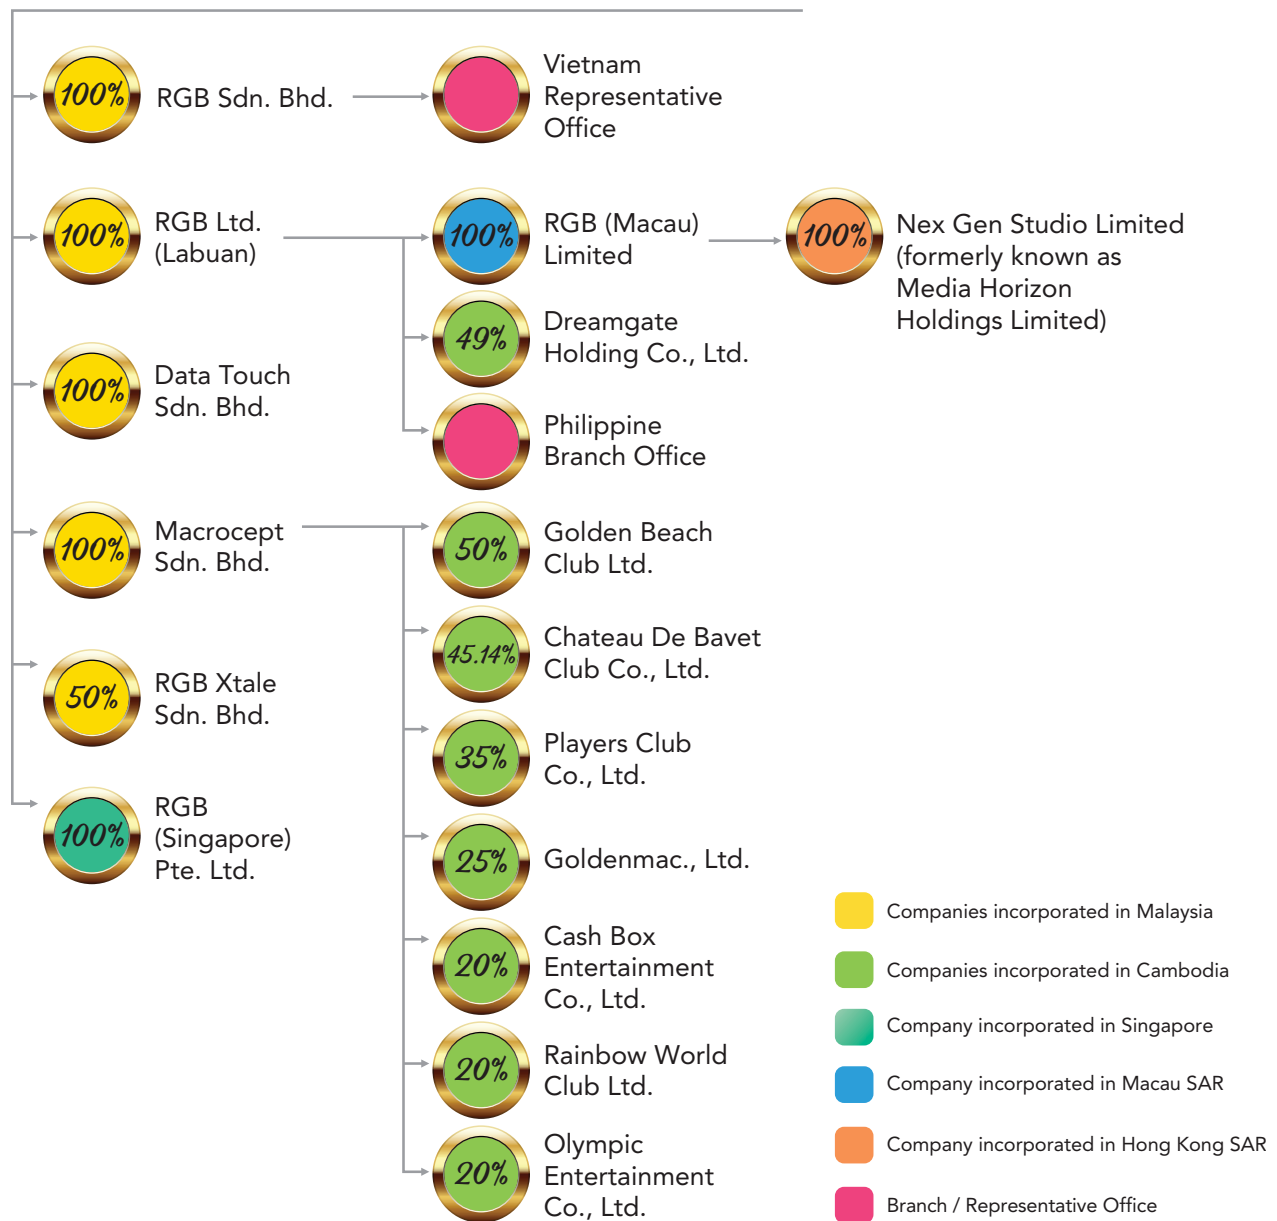 100%
RGB Sdn. Bhd.
Vietnam
Representative
Office
100%
RGB Ltd.
(Labuan)
100%
RGB (Macau)
Limited
100%
Nex Gen Studio Limited
(formerly known as
Media Horizon
Holdings Limited)
49%
Dreamgate
Holding Co., Ltd.
100%
Data Touch
Sdn. Bhd.
Philippine
Branch Office
100%
Macrocept
Sdn. Bhd.
50%
Golden Beach
Club Ltd.
45.14%
Chateau De Bavet
Club Co., Ltd.
50%
RGB Xtale
Sdn. Bhd.
35%
Players Club
Co., Ltd.
100%
RGB
(Singapore)
Pte. Ltd.
25%
Goldenmac., Ltd.
20%
Cash Box
Entertainment
Co., Ltd.
20%
Rainbow World
Club Ltd.
20%
Olympic
Entertainment
Co., Ltd.
Companies incorporated in Malaysia
Companies incorporated in Cambodia
Company incorporated in Singapore
Company incorporated in Macau SAR
Company incorporated in Hong Kong SAR
Branch / Representative Office